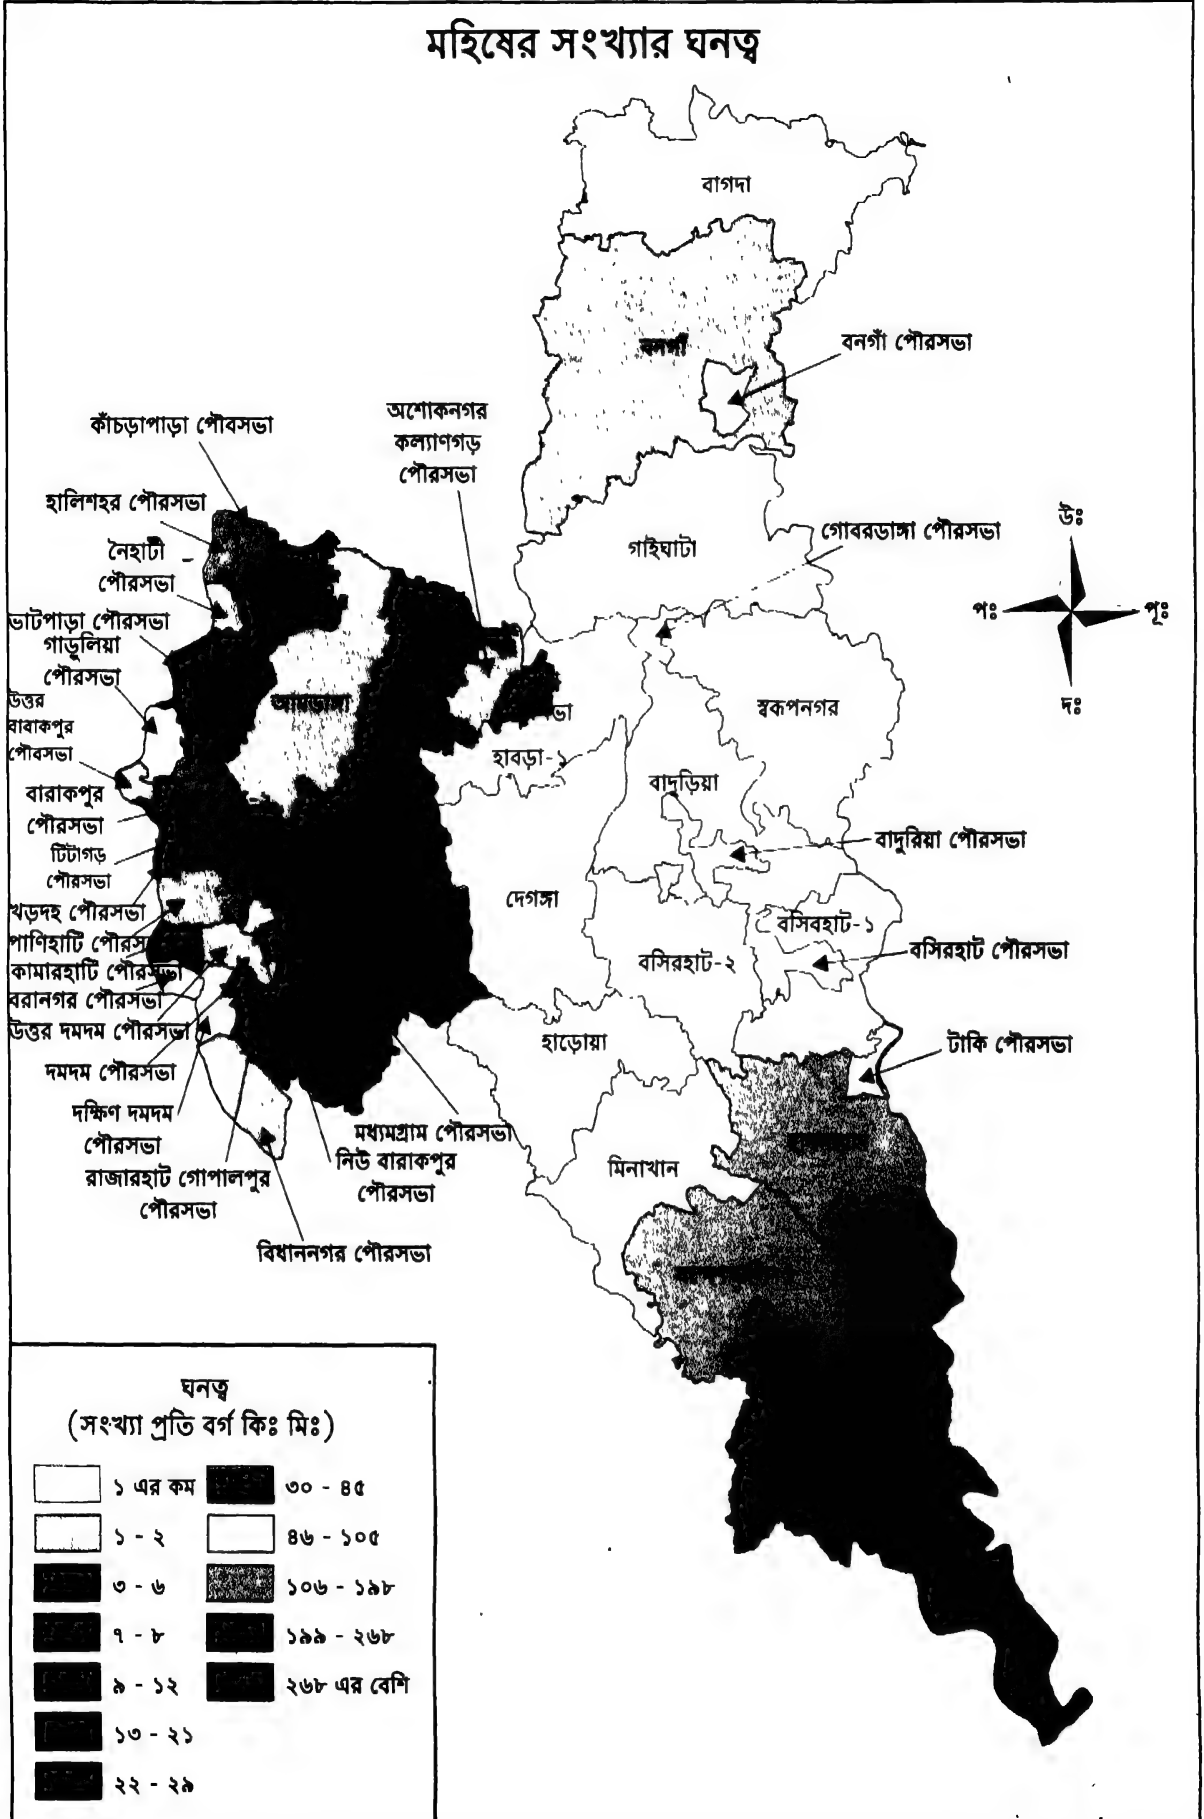 মহিষের সংখ্যার ঘনত্ব
বাগদা
বনগাঁ
বনগাঁ পৌরসভা
অশোকনগর
কল্যাণগড়
পৌরসভা
কাঁচড়াপাড়া পৌবসভা
হালিশহর পৌরসভা
নৈহাটী
পৌরসভা
ভাটপাড়া পৌরসভা
গাড়ুলিয়া
পৌরসভা
উত্তর
বাবাকপুর
পৌবসভা
বারাকপুর
পৌরসভা
টিটাগড়
পৌরসভা
খড়দহ পৌরসভা
পাণিহাটি পৌরস
কামারহাটি পৌরসভা
বরানগর পৌরসভা
উত্তর দমদম পৌরসভা
দমদম পৌরসভা
দক্ষিণ দমদম
পৌরসভা
রাজারহাট গোপালপুর
পৌরসভা
বিধাননগর পৌরসভা
মধ্যমগ্রাম পৌরসভা
নিউ বারাকপুর
পৌরসভা
আমডাঙ্গা
ভা
হাবড়া-১
গাইঘাটা
গোবরডাঙ্গা পৌরসভা
উঃ
পঃ
পূঃ
দঃ
স্বরূপনগর
বাদুড়িয়া
বাদুরিয়া পৌরসভা
দেগঙ্গা
বসিবহাট-১
বসিরহাট-২
বসিরহাট পৌরসভা
হাড়োয়া
টাকি পৌরসভা
মিনাখান
ঘনত্ব
(সংখ্যা প্রতি বর্গ কিঃ মিঃ)
১ এর কম
১ - ২
৩ - ৬
৭ - ৮
৯ - ১২
১৩ - ২১
২২ - ২৯
৩০ - ৪৫
৪৬ - ১০৫
১০৬ - ১৯৮
১৯৯ - ২৬৮
২৬৮ এর বেশি